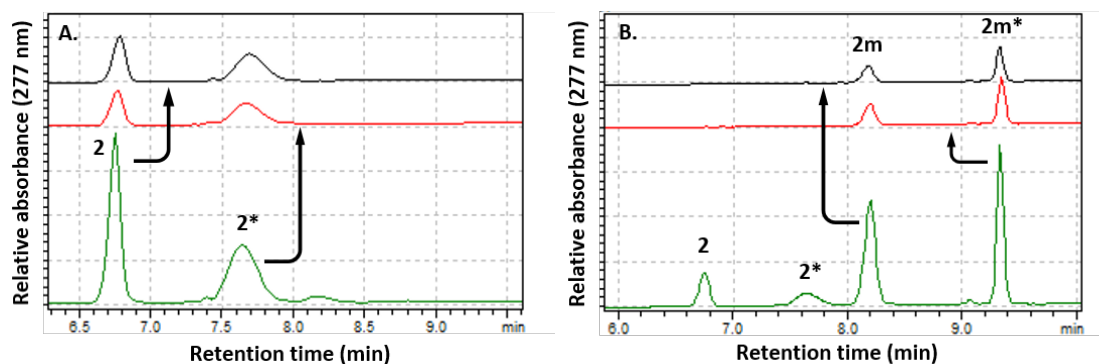 A.
Relative absorbance (277 nm)
2
2*
6.5 7.0 7.5 8.0 8.5 9.0 min
Retention time (min)
B.
Relative absorbance (277 nm)
2m
2m*
2
2*
6.0 7.0 8.0 9.0 min
Retention time (min)